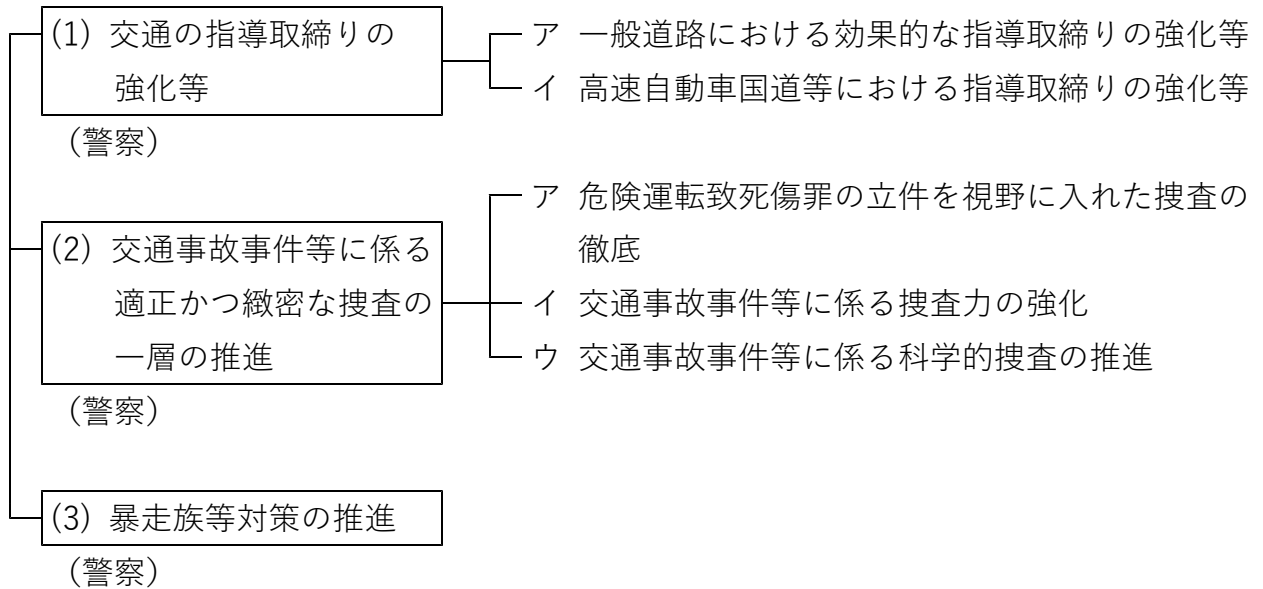 (1) 交通の指導取締りの
強化等
（警察）
ア 一般道路における効果的な指導取締りの強化等
イ 高速自動車国道等における指導取締りの強化等
(2) 交通事故事件等に係る
適正かつ緻密な捜査の
一層の推進
（警察）
ア 危険運転致死傷罪の立件を視野に入れた捜査の
徹底
イ 交通事故事件等に係る捜査力の強化
ウ 交通事故事件等に係る科学的捜査の推進
(3) 暴走族等対策の推進
（警察）